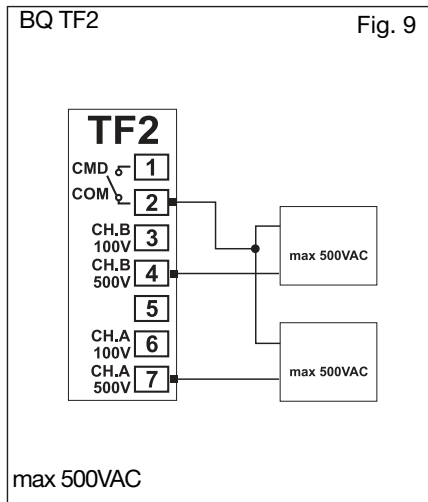 BQ TF2
Fig. 9
TF2
CMD
1
COM
2
CH.B
100V
3
CH.B
500V
4
5
CH.A
100V
6
CH.A
500V
7
max 500VAC
max 500VAC
max 500VAC